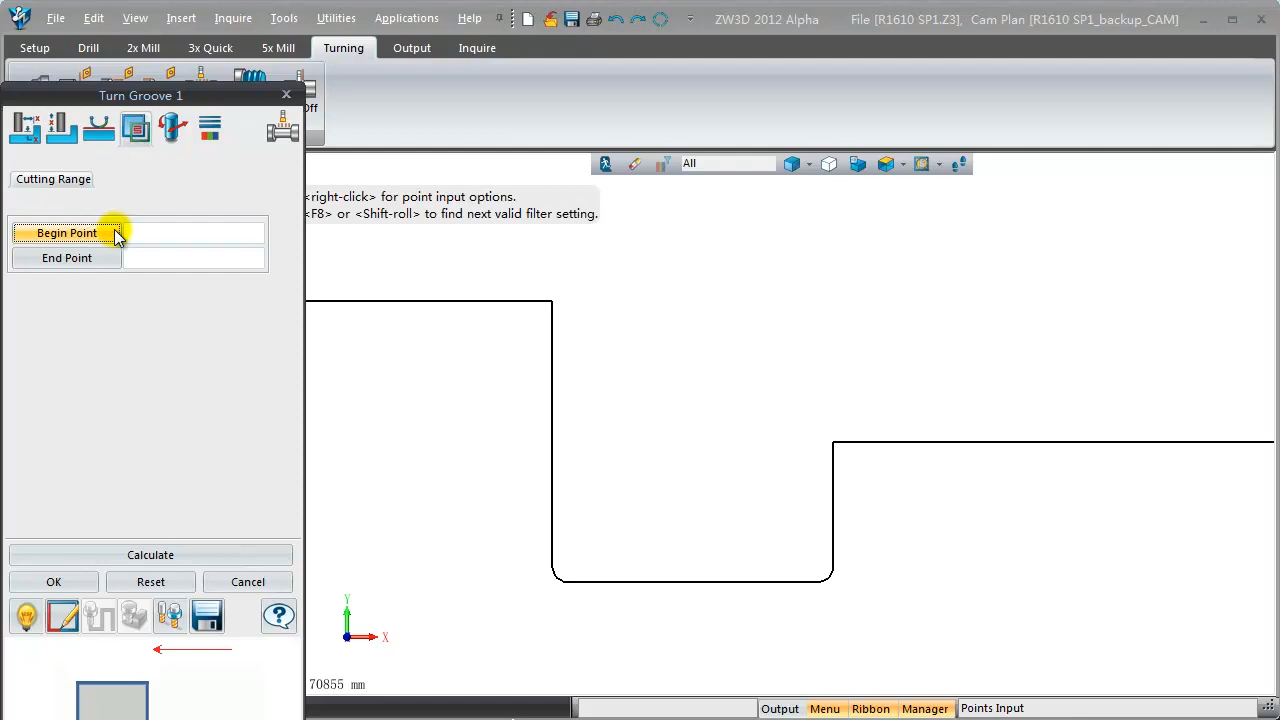 File Edit View Insert Inquire Tools Utilities Applications Help ZW3D 2012 Alpha File [R1610 SP1.Z3], Cam Plan [R1610 SP1_backup_CAM]
Setup Drill 2x Mill 3x Quick 5x Mill Turning Output Inquire
Turn Groove 1
All
Cutting Range
<right-click> for point input options.
<F8> or <Shift-roll> to find next valid filter setting.
Begin Point
End Point
Calculate
OK Reset Cancel
Y
X
70855 mm
Output Menu Ribbon Manager Points Input